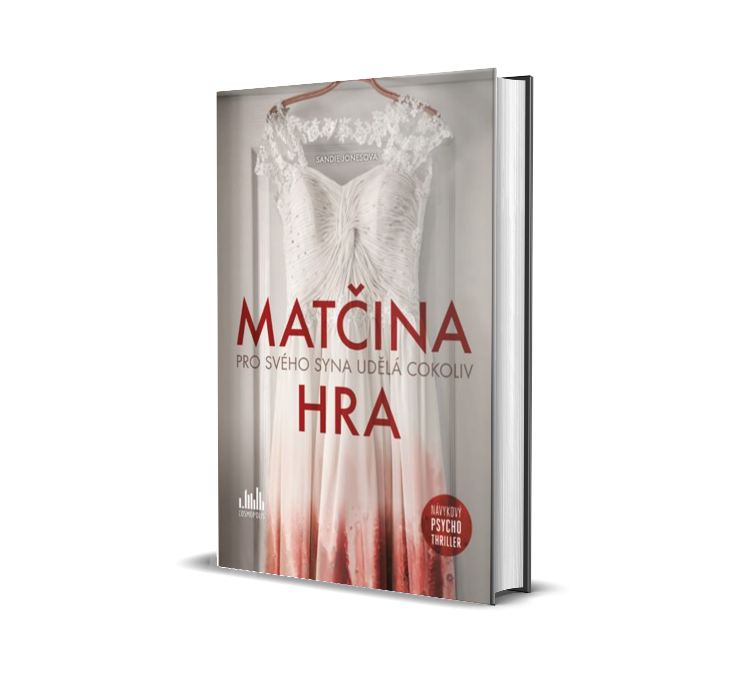 SANDIE JONESOVÁ
MATČINA
PRO SVÉHO SYNA UDĚLÁ COKOLIV
HRA
COSMOPOLIS
NÁVYKOVÝ
PSYCHO
THRILLER